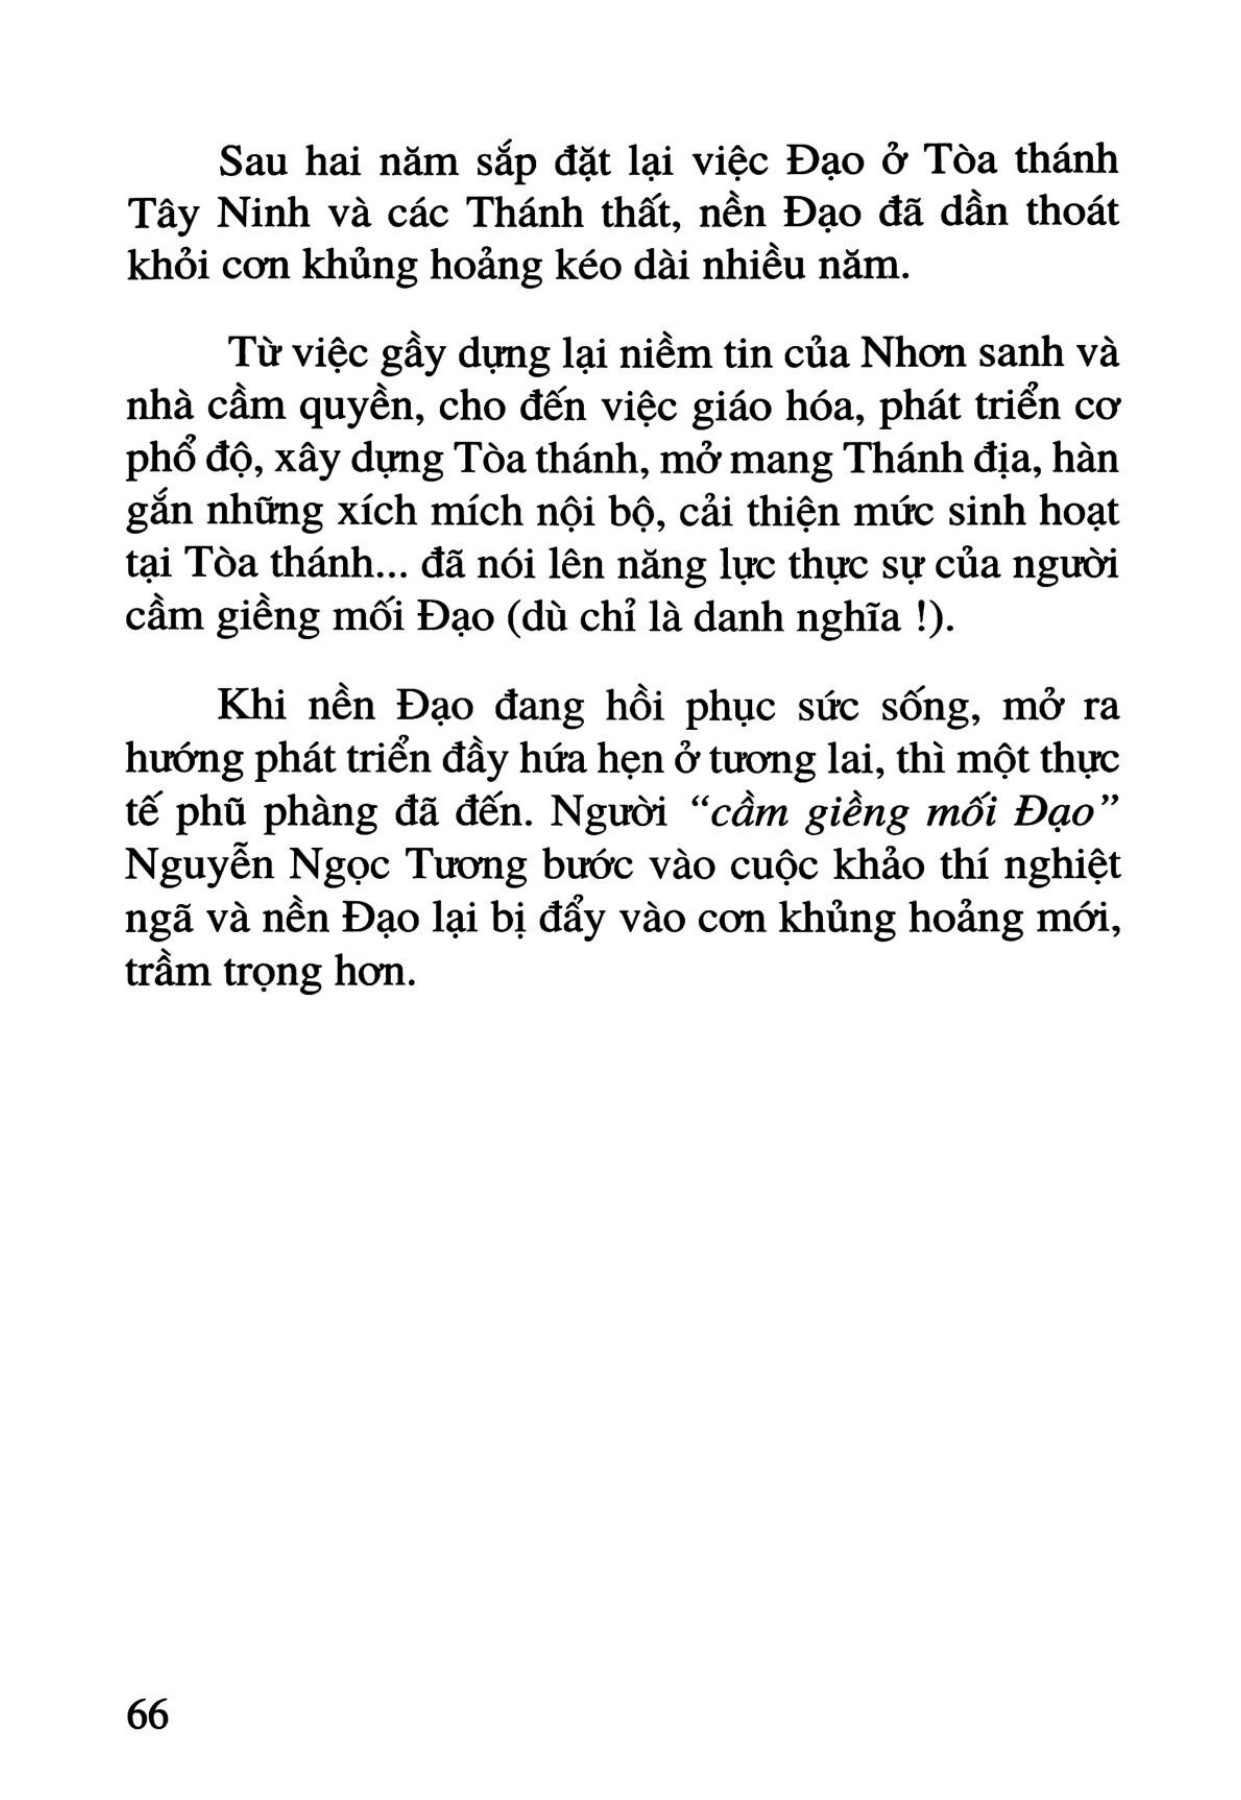 Sau hai năm sắp đặt lại việc Đạo ở Tòa thánh
Tây Ninh và các Thánh thất, nền Đạo đã dần thoát
khỏi cơn khủng hoảng kéo dài nhiều năm.
Từ việc gầy dựng lại niềm tin của Nhơn sanh và
nhà cầm quyền, cho đến việc giáo hóa, phát triển cơ
phổ độ, xây dựng Tòa thánh, mở mang Thánh địa, hàn
gắn những xích mích nội bộ, cải thiện mức sinh hoạt
tại Tòa thánh... đã nói lên năng lực thực sự của người
cầm giềng mối Đạo (dù chỉ là danh nghĩa !).
Khi nền Đạo đang hồi phục sức sống, mở ra
hướng phát triển đầy hứa hẹn ở tương lai, thì một thực
tế phũ phàng đã đến. Người “cầm giềng mối Đạo”
Nguyễn Ngọc Tương bước vào cuộc khảo thí nghiệt
ngã và nền Đạo lại bị đẩy vào cơn khủng hoảng mới,
trầm trọng hơn.
66